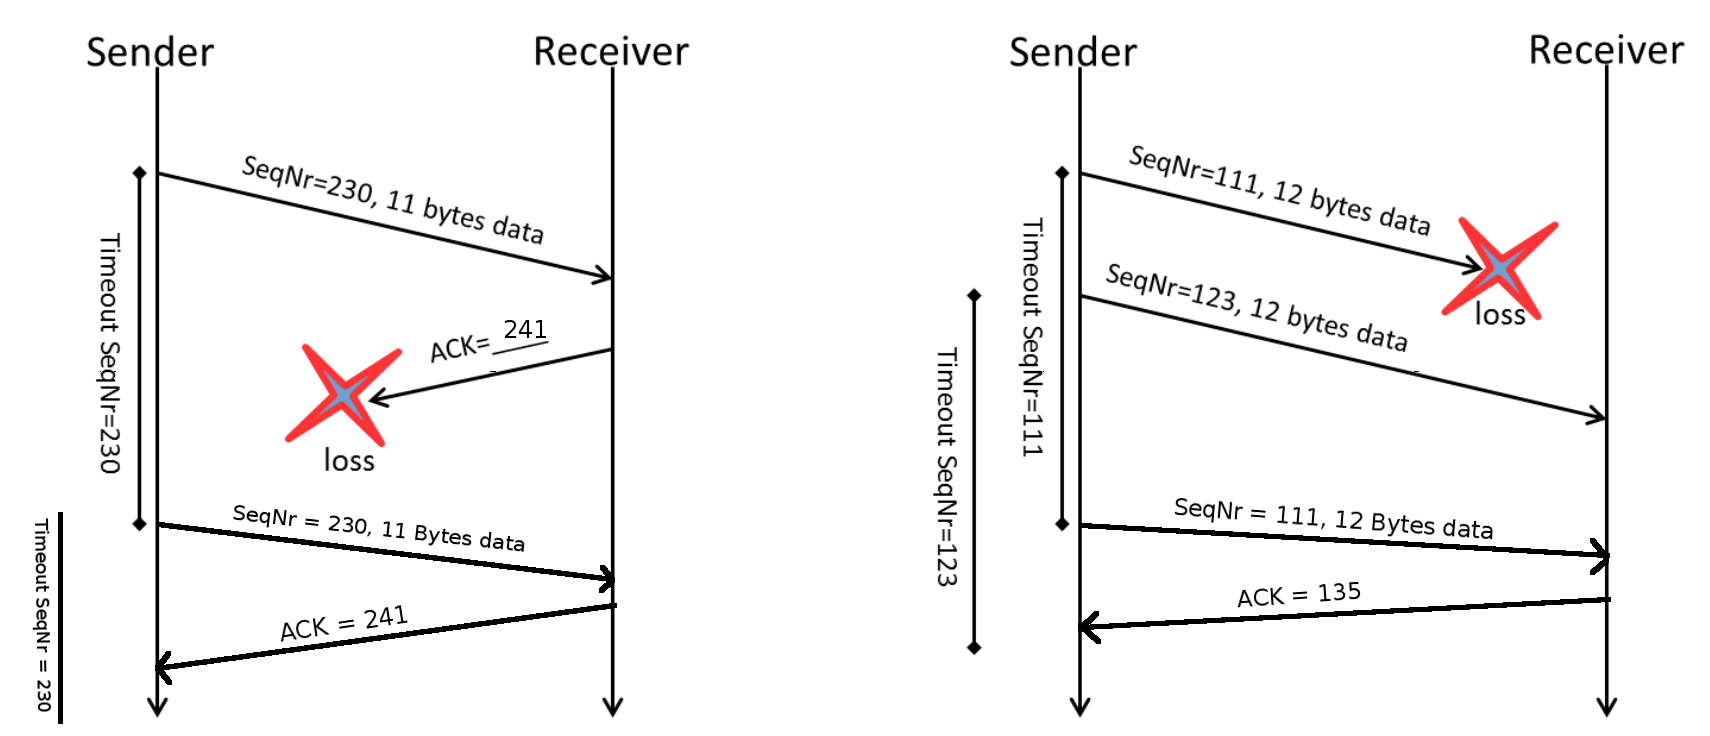 Sender
Receiver
SeqNr=230, 11 bytes data
Timeout SeqNr=230
ACK= 241
loss
SeqNr = 230, 11 Bytes data
Timeout SeqNr = 230
ACK = 241
Sender
Receiver
SeqNr=111, 12 bytes data
Timeout SeqNr=111
loss
SeqNr=123, 12 bytes data
Timeout SeqNr=123
SeqNr = 111, 12 Bytes data
ACK = 135